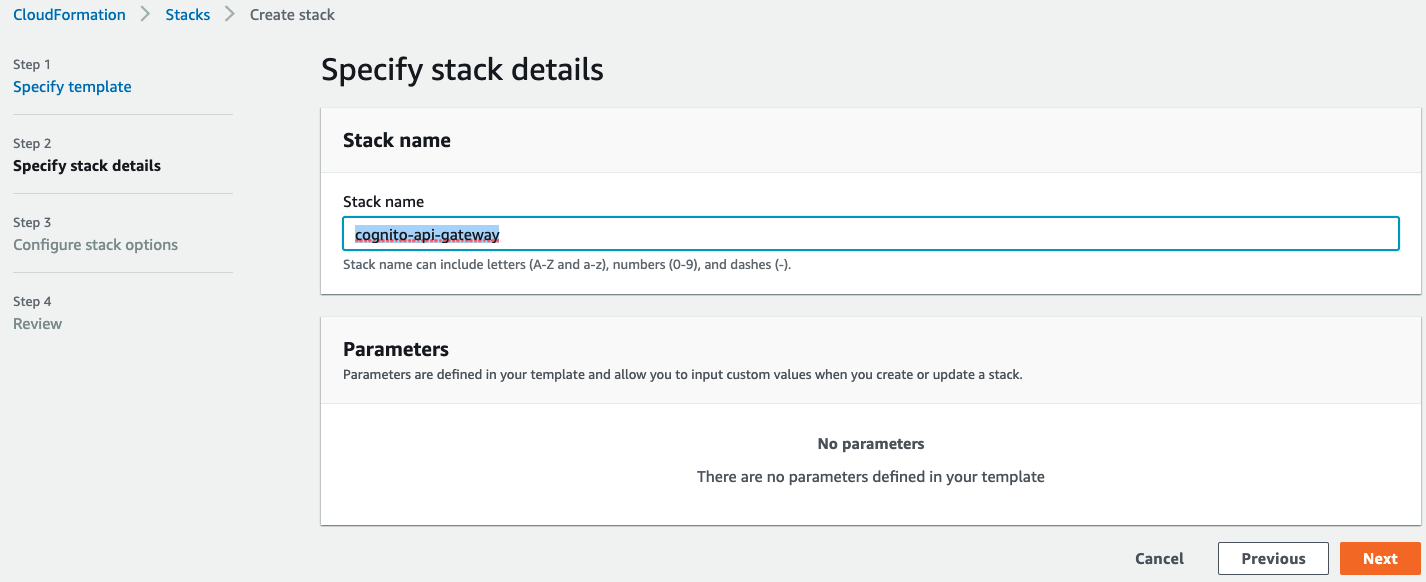 CloudFormation > Stacks > Create stack
Step 1
Specify template
Step 2
Specify stack details
Step 3
Configure stack options
Step 4
Review
Specify stack details
Stack name
Stack name
cognito-api-gateway
Stack name can include letters (A-Z and a-z), numbers (0-9), and dashes (-).
Parameters
Parameters are defined in your template and allow you to input custom values when you create or update a stack.
No parameters
There are no parameters defined in your template
Cancel Previous Next